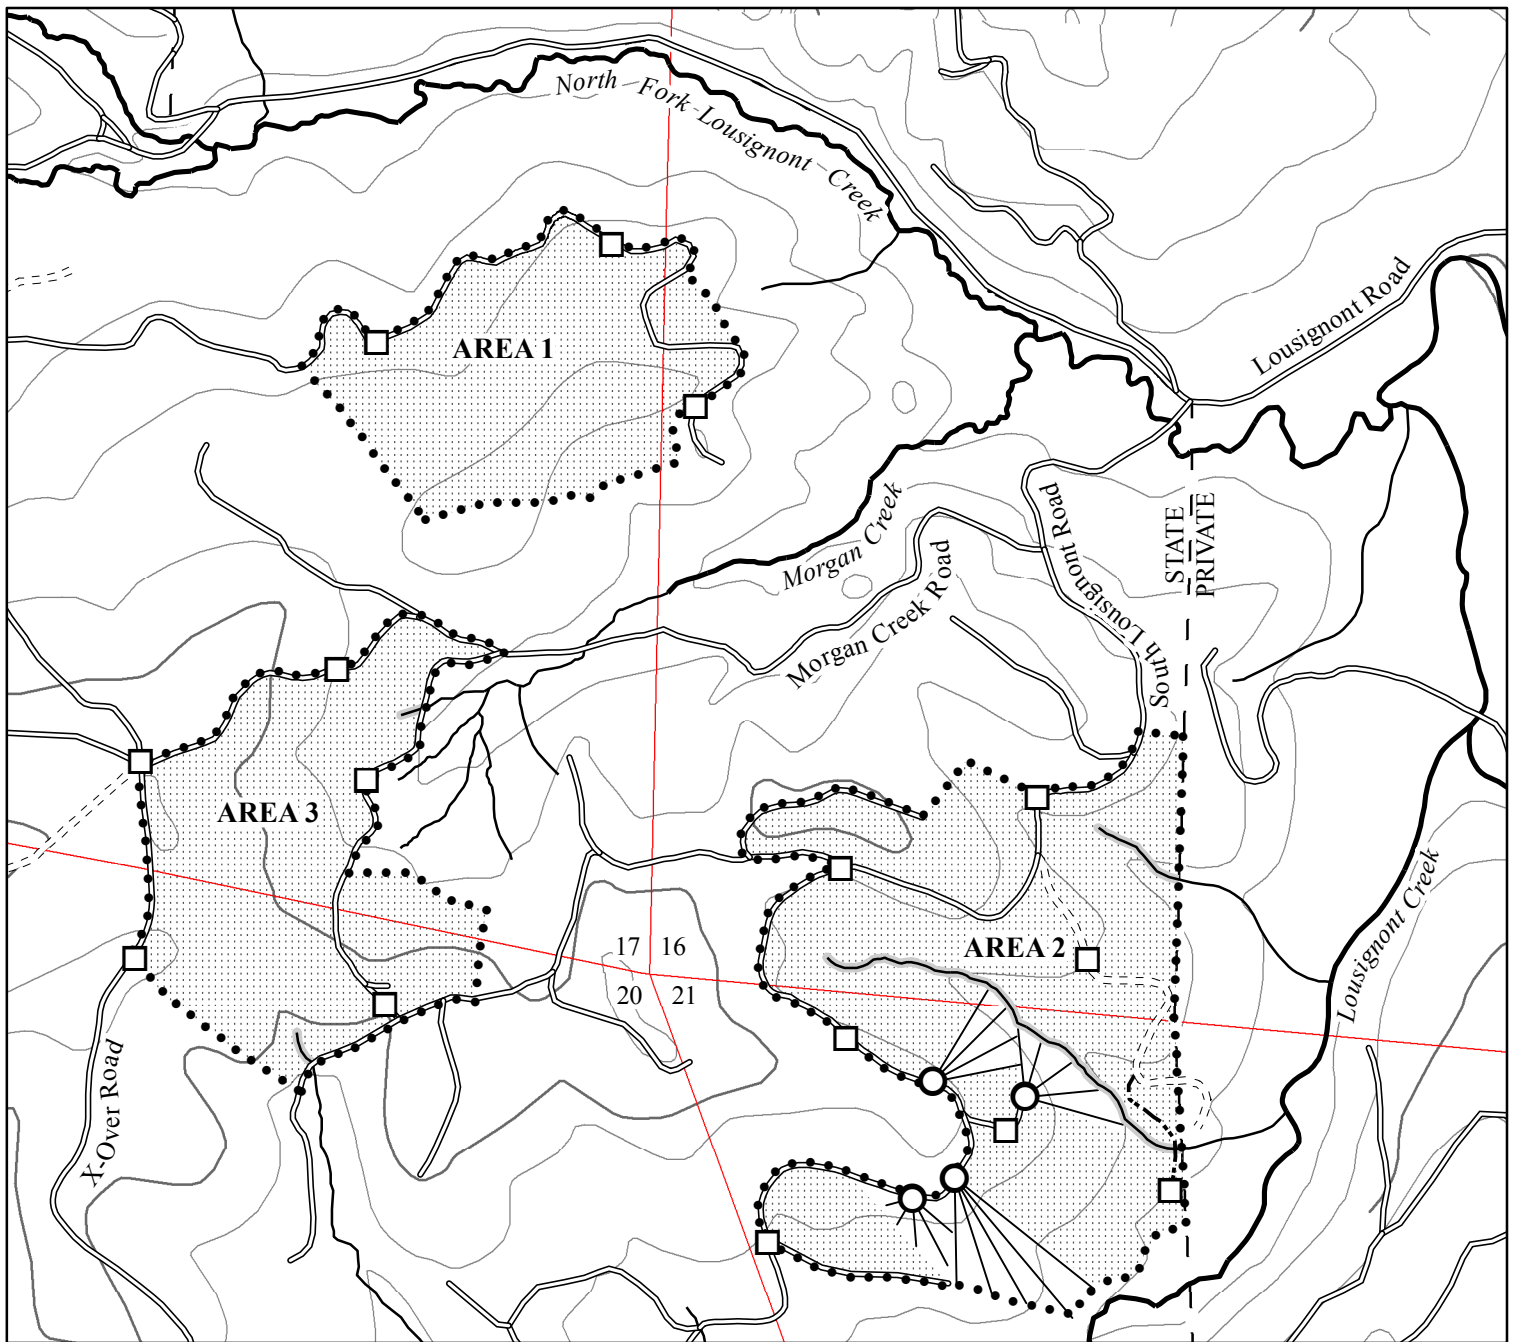 North Fork Lousignont Creek
Lousignont Road
AREA 1
Morgan Creek
South Lousignont Road
STATE
PRIVATE
Morgan Creek Road
AREA 3
Lousignont Creek
17 16
AREA 2
20 21
X-Over Road